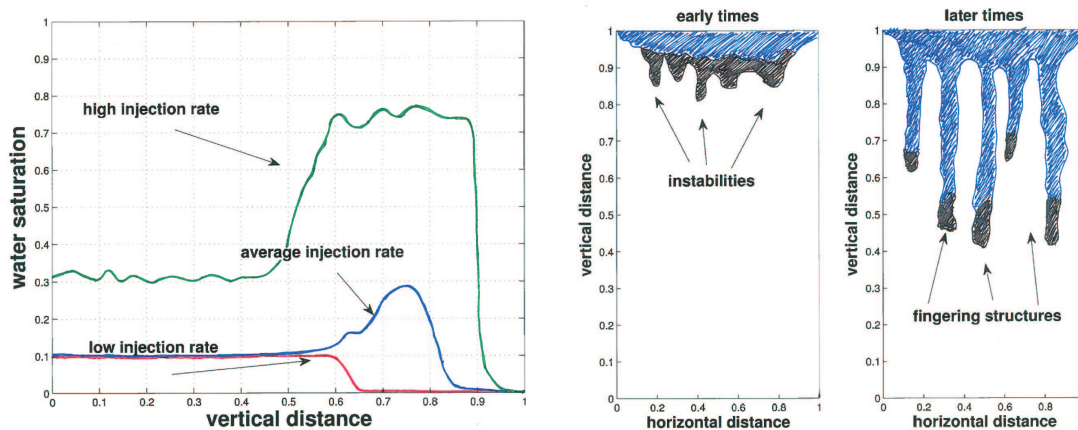 1
0.9
0.8
0.7
0.6
0.5
0.4
0.3
0.2
0.1
0
water saturation
high injection rate
average injection rate
low injection rate
0 0.1 0.2 0.3 0.4 0.5 0.6 0.7 0.8 0.9 1
vertical distance
early times
1
0.9
0.8
0.7
0.6
0.5
0.4
0.3
0.2
0.1
0
vertical distance
instabilities
0 0.2 0.4 0.6 0.8 1
horizontal distance
later times
1
0.9
0.8
0.7
0.6
0.5
0.4
0.3
0.2
0.1
0
vertical distance
fingering structures
0 0.2 0.4 0.6 0.8
horizontal distance